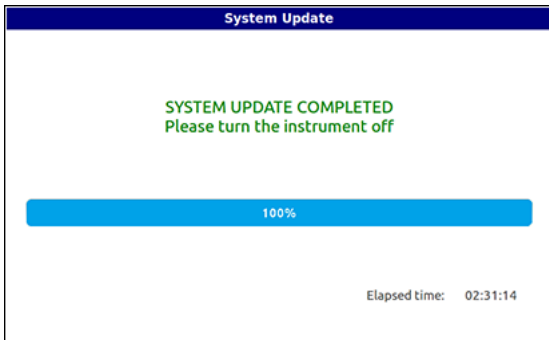 System Update
SYSTEM UPDATE COMPLETED
Please turn the instrument off
100%
Elapsed time: 02:31:14